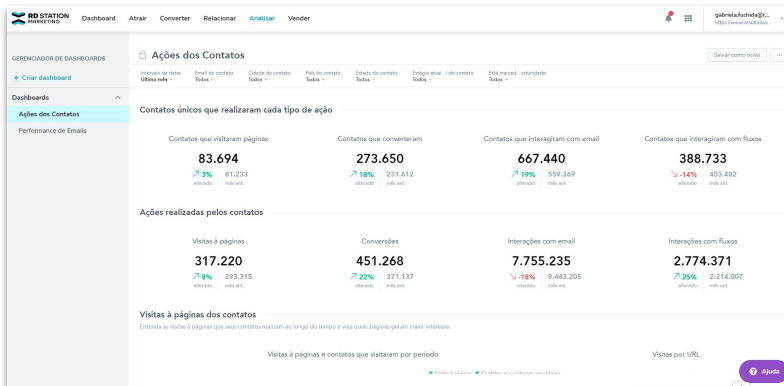 RD STATION
MARKETING
Dashboard Atrair Converter Relacionar Analisar Vender
gabriela.fuchida@r...
https://www.resultados...
GERENCIADOR DE DASHBOARDS
+ Criar dashboard
Dashboards
Ações dos Contatos
Performance de Emails
Ações dos Contatos
Salvar como novo ...
Intervalo de datas Email do contato Cidade do contato País do contato Estado do contato Estágio atual ...l do contato Está marcad... ortunidade
Último mês Todos Todos Todos Todos Todos Todos
Contatos únicos que realizaram cada tipo de ação
Contatos que visitaram páginas Contatos que converteram Contatos que interagiram com email Contatos que interagiram com fluxos
83.694 273.650 667.440 388.733
3% 81.233 18% 231.612 19% 559.369 -14% 453.482
alterado mês ant. alterado mês ant. alterado mês ant. alterado mês ant.
Ações realizadas pelos contatos
Visitas à páginas Conversões Interações com email Interações com fluxos
317.220 451.268 7.755.235 2.774.371
8% 293.315 22% 371.137 -18% 9.443.205 25% 2.214.007
alterado mês ant. alterado mês ant. alterado mês ant. alterado mês ant.
Visitas à páginas dos contatos
Entenda as visitas à páginas que seus contatos realizam ao longo do tempo e veja quais páginas geram maior interesse.
Visitas à páginas e contatos que visitaram por período Visitas por URL
Ajuda